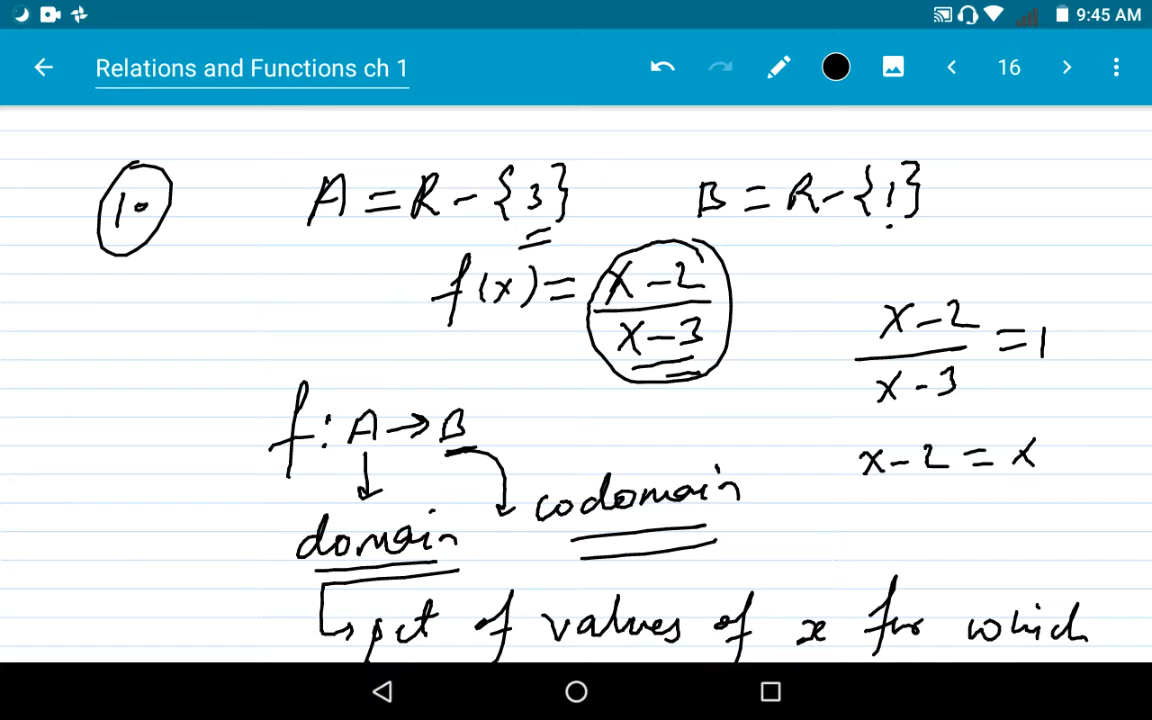 9:45 AM
Relations and Functions ch 1
16
10 A = R - {3} B = R - {1}
f(x) = x-2/x-3
x-2/x-3 = 1
f: A → B
x-2 = x
codomain
domain
set of values of x for which